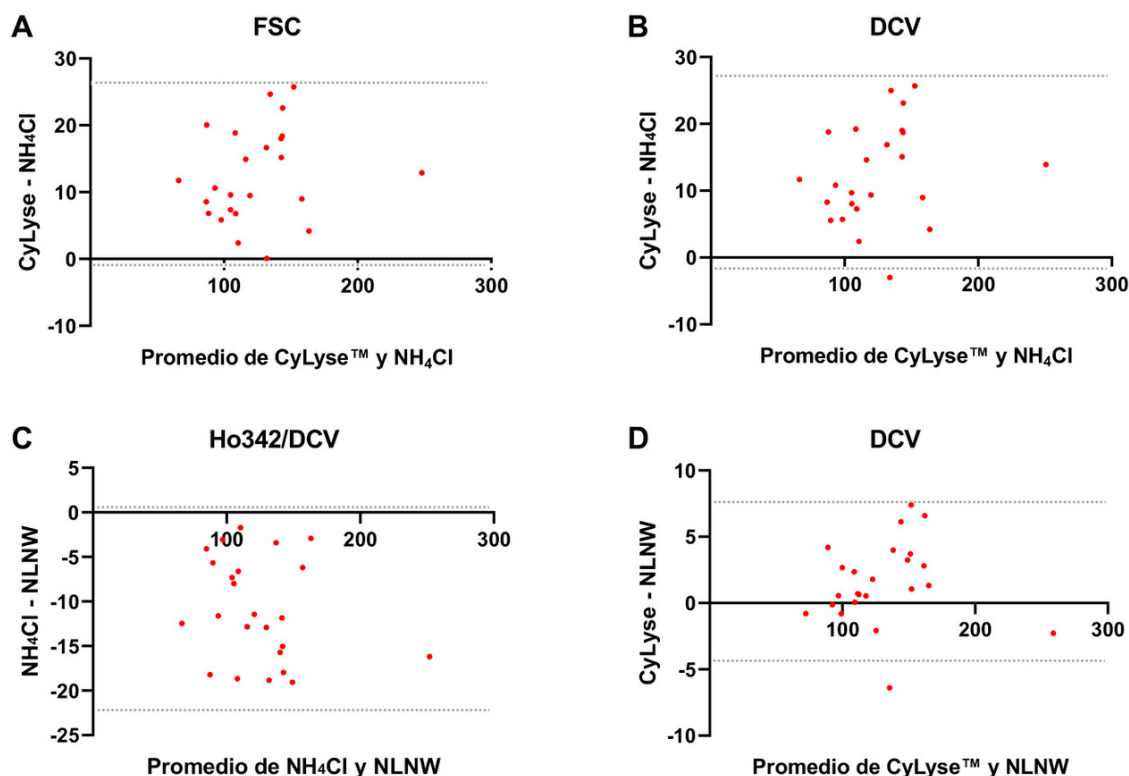 A
FSC
30
20
10
0
-10
100
200
300
CyLyse - NH₄Cl
Promedio de CyLyse™ y NH₄Cl
B
DCV
30
20
10
0
-10
100
200
300
CyLyse - NH₄Cl
Promedio de CyLyse™ y NH₄Cl
C
Ho342/DCV
5
0
-5
-10
-15
-20
-25
100
200
300
NH₄Cl - NLNW
Promedio de NH₄Cl y NLNW
D
DCV
10
5
0
-5
-10
100
200
300
CyLyse - NLNW
Promedio de CyLyse™ y NLNW